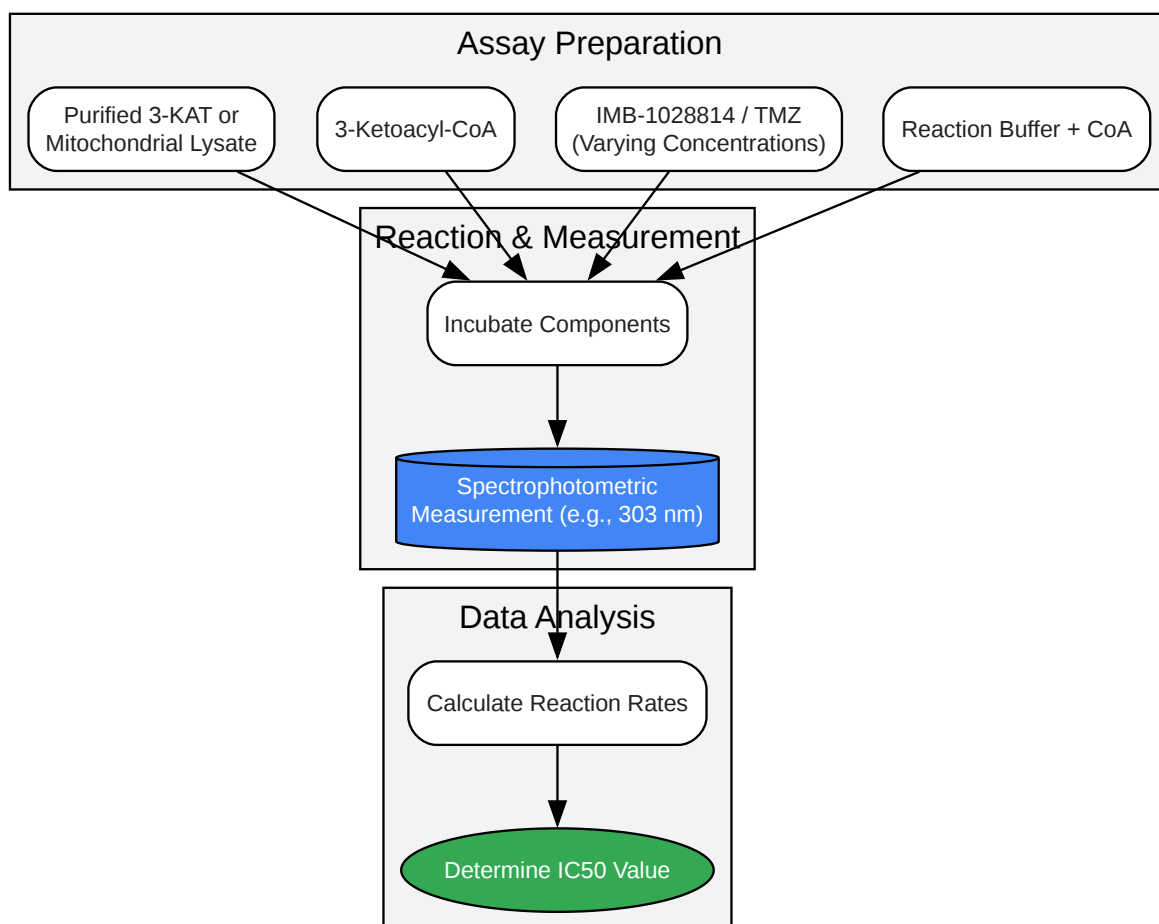 Assay Preparation
Purified 3-KAT or
Mitochondrial Lysate
3-Ketoacyl-CoA
IMB-1028814 / TMZ
(Varying Concentrations)
Reaction Buffer + CoA
Reaction & Measurement
Incubate Components
Spectrophotometric
Measurement (e.g., 303 nm)
Data Analysis
Calculate Reaction Rates
Determine IC50 Value